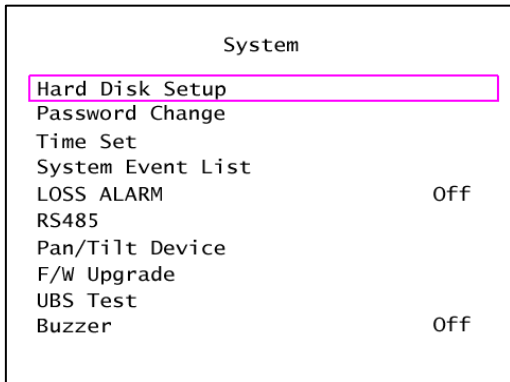 System
Hard Disk Setup
Password Change
Time Set
System Event List
LOSS ALARM Off
RS485
Pan/Tilt Device
F/W Upgrade
UBS Test
Buzzer Off